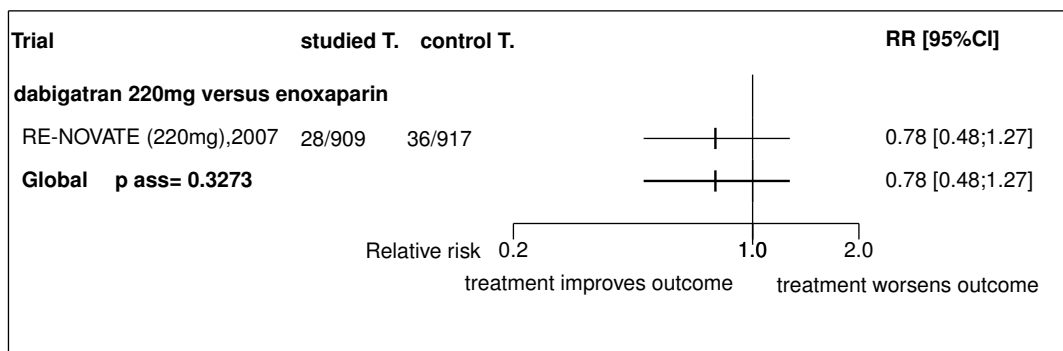 Trial studied T. control T. RR [95%CI]
dabigatran 220mg versus enoxaparin
RE-NOVATE (220mg),2007 28/909 36/917 0.78 [0.48;1.27]
Global p ass= 0.3273 0.78 [0.48;1.27]
Relative risk 0.2 1.0 2.0
treatment improves outcome treatment worsens outcome